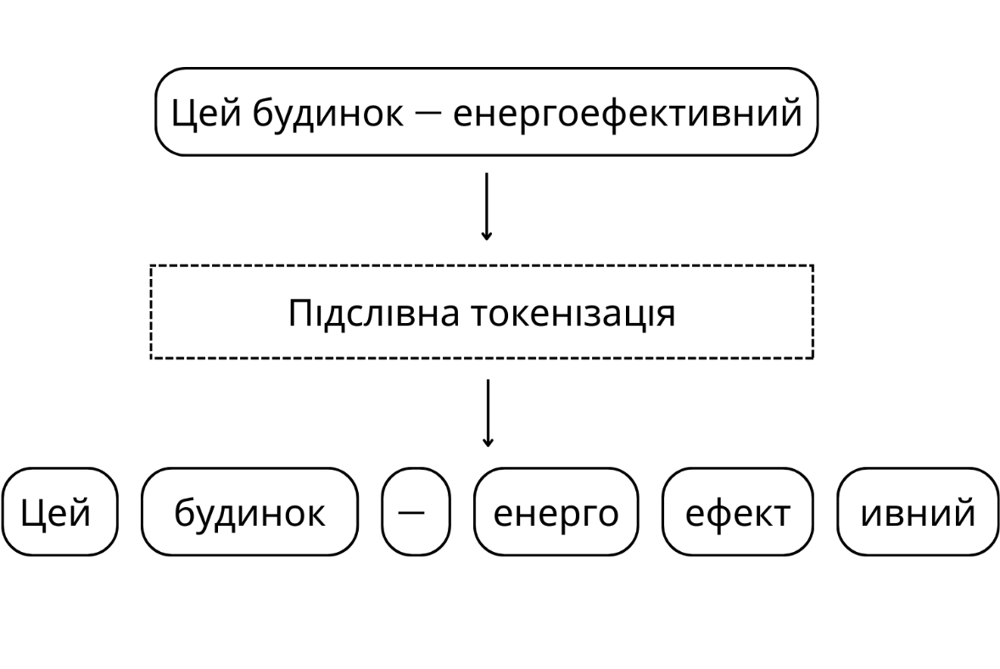 Цей будинок — енергоефективний
Підслівна токенізація
Цей будинок — енерго ефект ивний